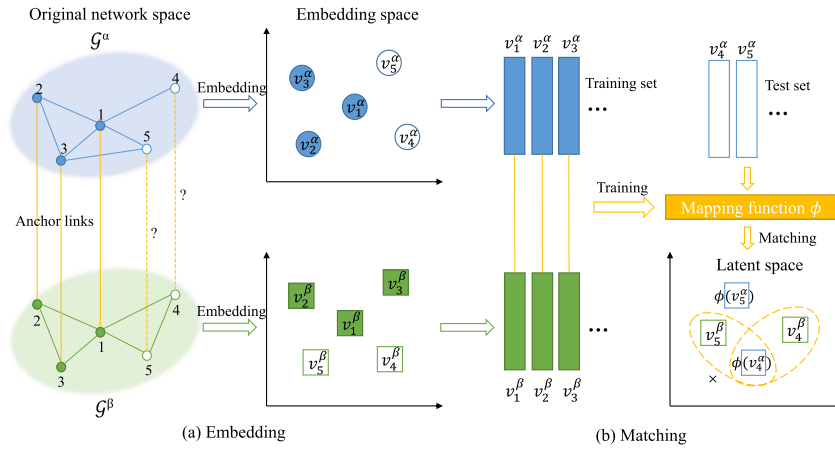 Original network space
Embedding space
𝒢^α
v_1^α v_2^α v_3^α
v_4^α v_5^α
2
4
1
3
5
Embedding
v_5^α
v_3^α
v_1^α
v_2^α
v_4^α
Training set
...
Test set
...
?
?
Anchor links
Training
Mapping function ϕ
Matching
Latent space
2
4
1
3
5
𝒢^β
Embedding
v_2^β
v_3^β
v_1^β
v_5^β
v_4^β
...
v_1^β v_2^β v_3^β
ϕ(v_5^α)
v_5^β
v_4^β
ϕ(v_4^α)
×
(a) Embedding
(b) Matching